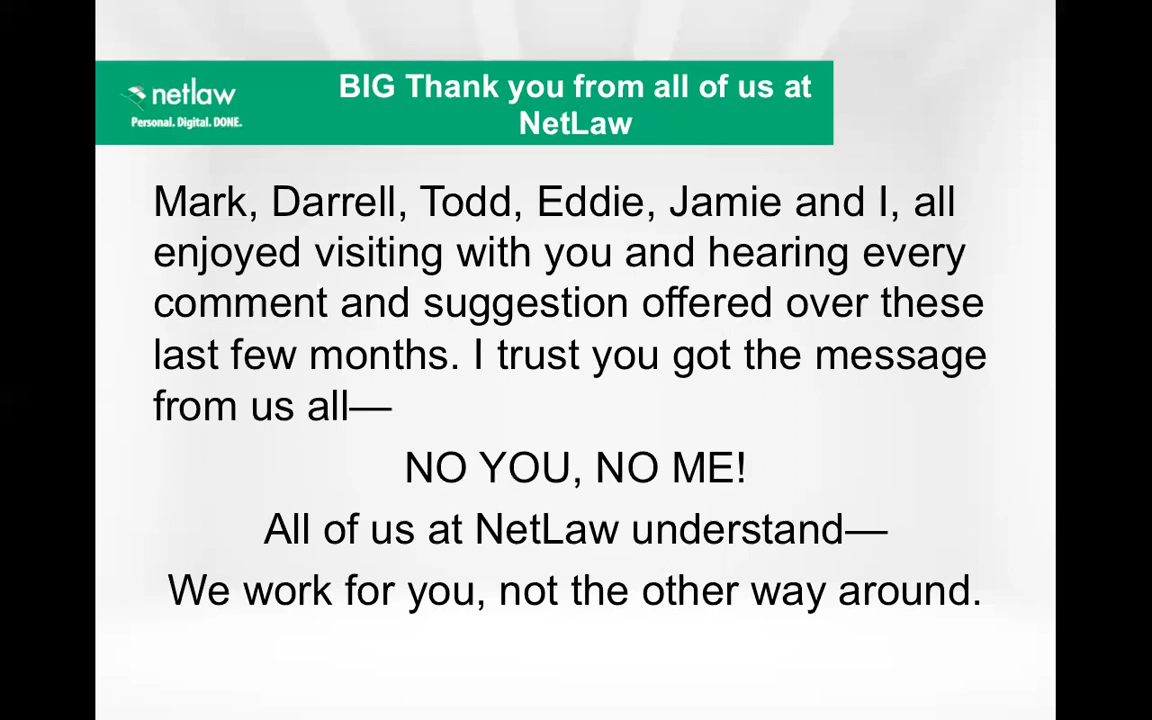 netlaw
Personal. Digital. DONE.
BIG Thank you from all of us at
NetLaw
Mark, Darrell, Todd, Eddie, Jamie and I, all
enjoyed visiting with you and hearing every
comment and suggestion offered over these
last few months. I trust you got the message
from us all—
NO YOU, NO ME!
All of us at NetLaw understand—
We work for you, not the other way around.